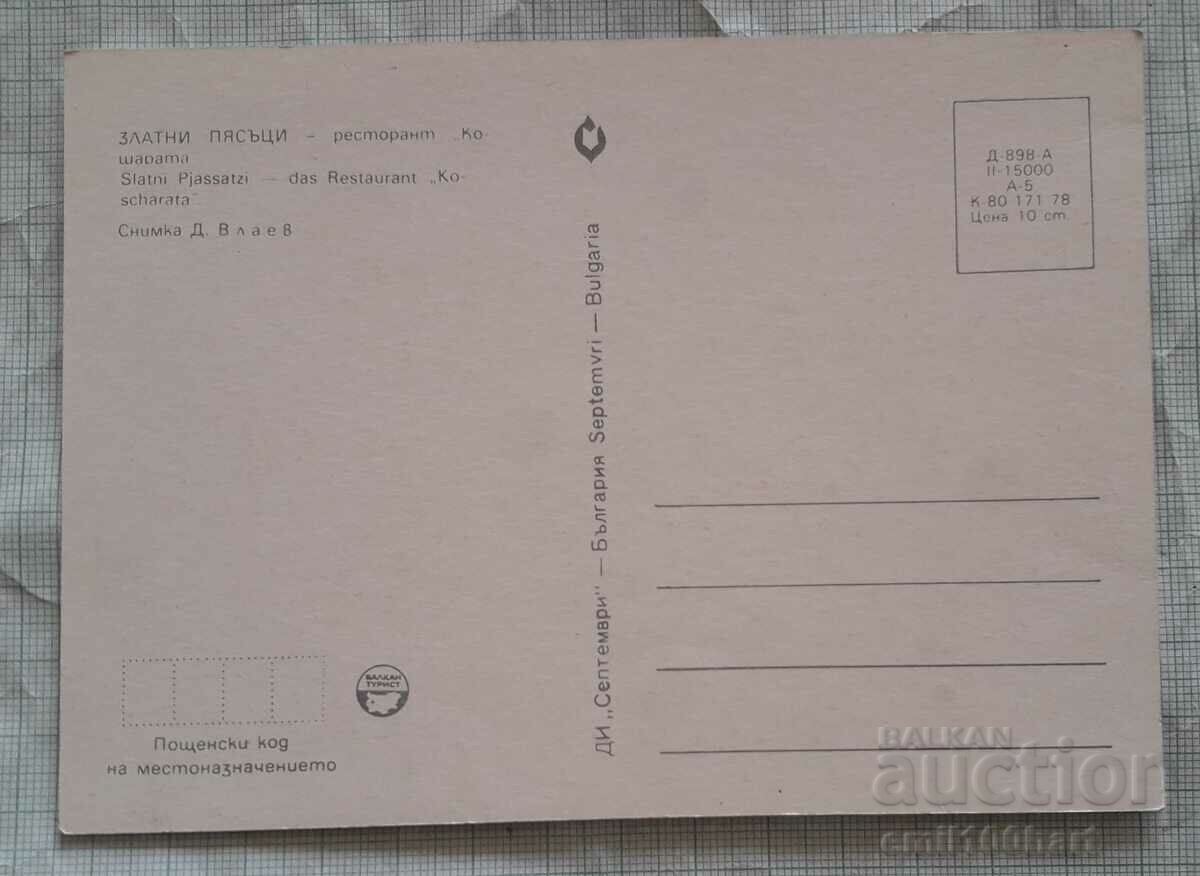 ЗЛАТНИ ПЯСЪЦИ – ресторант „Ко-
шарата
Slatni Pjassatzi — das Restaurant „Ko-
scharata"
Снимка Д. Влаев
Д-898-А
II-15000
А-5
К 80 171 78
Цена 10 ст.
ДИ „Септември" — България Septemvri — Bulgaria
БАЛКАН
ТУРИСТ
Пощенски код
на местоназначението
BALKAN
auction
emil100hart